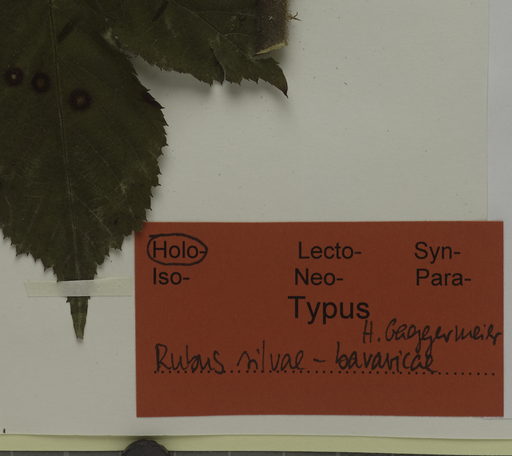 Holo- Lecto- Syn-
Iso- Neo- Para-
Typus
H. Gaggermeier
Rubus silvae-bavaricae